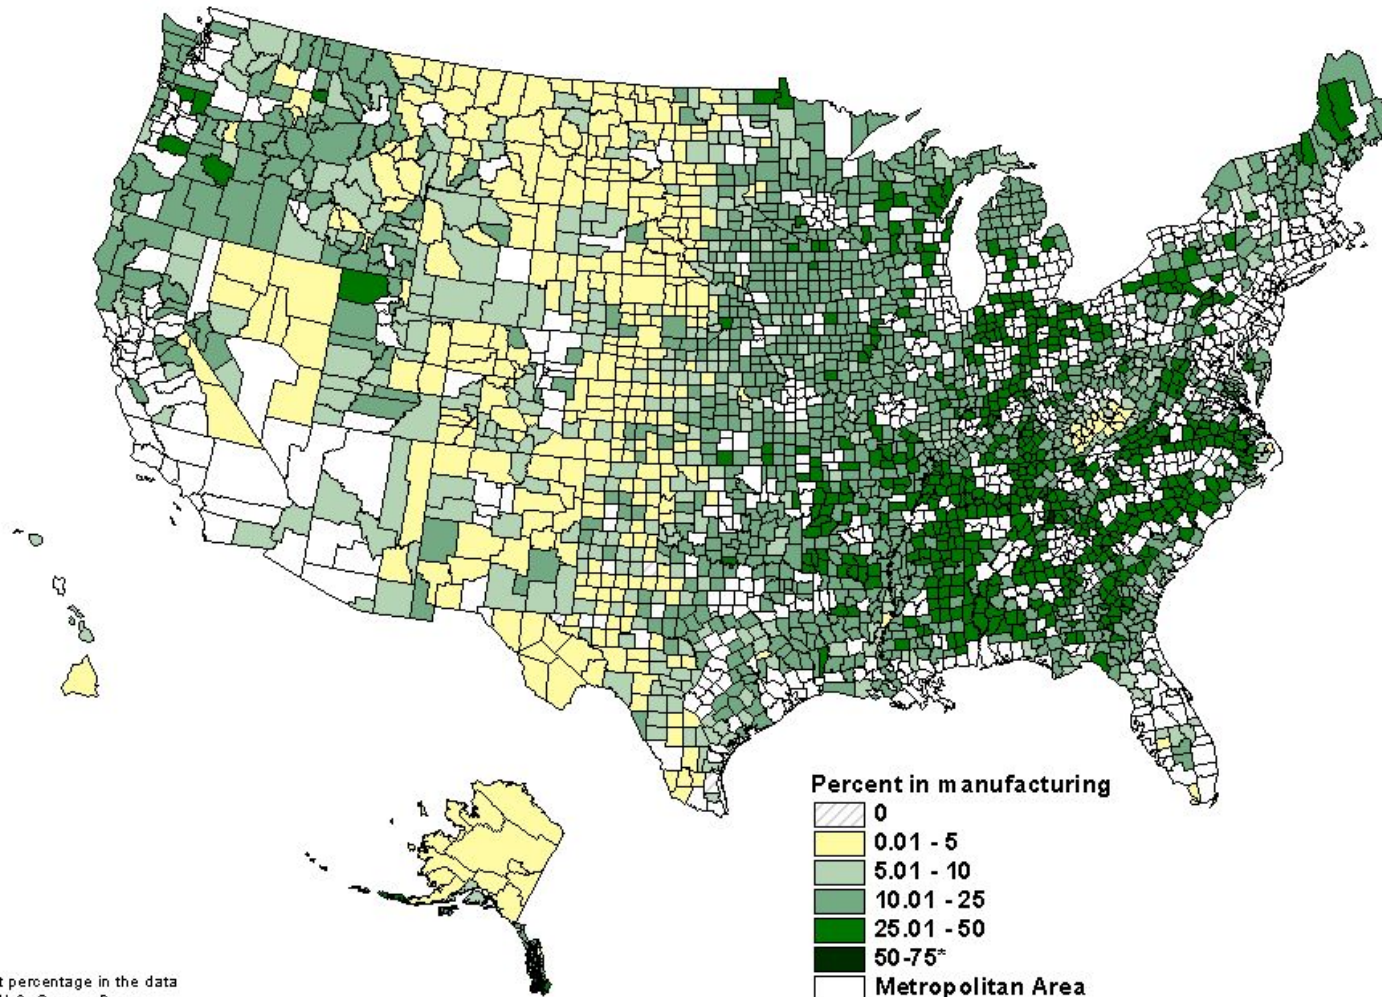 Percent in manufacturing
0
0.01 - 5
5.01 - 10
10.01 - 25
25.01 - 50
50-75*
Metropolitan Area
t percentage in the data